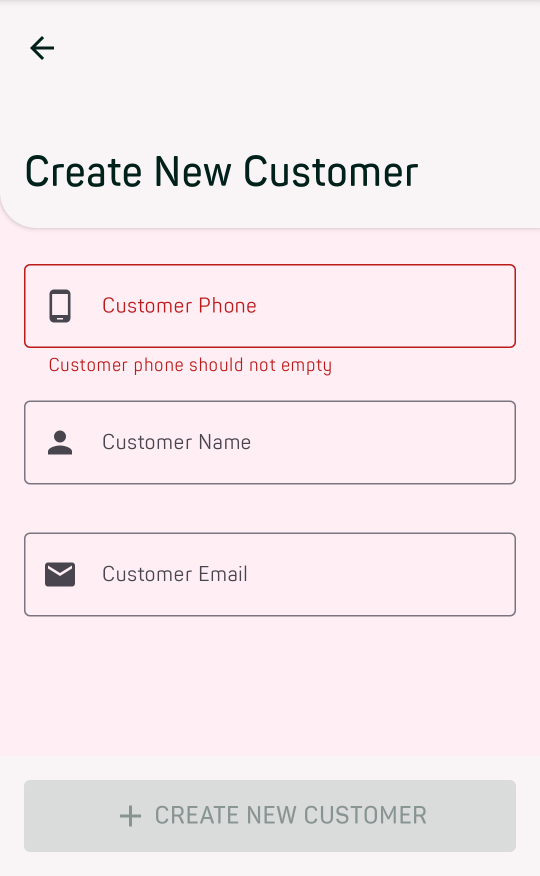 Create New Customer
Customer Phone
Customer phone should not empty
Customer Name
Customer Email
CREATE NEW CUSTOMER